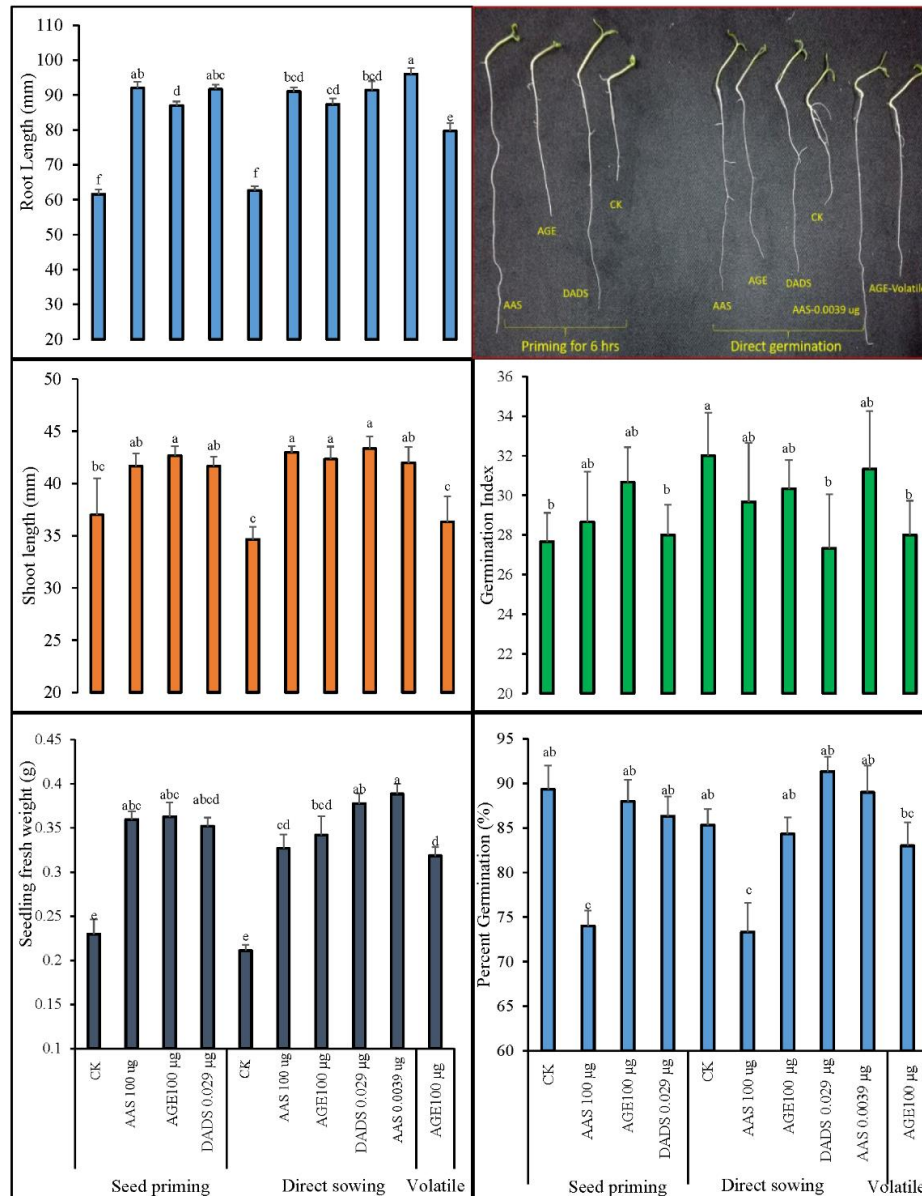 Root Length (mm)
110
100
90
80
70
60
50
40
30
20
f
ab
d
abc
f
bcd
cd
bcd
a
e
AAS
AGE
DADS
CK
Priming for 6 hrs
AAS
AGE
DADS
CK
AAS-0.0039 ug
AGE-Volatile
Direct germination
Shoot length (mm)
50
45
40
35
30
25
20
bc
ab
a
ab
c
a
a
a
ab
c
Germination Index
36
34
32
30
28
26
24
22
20
b
ab
ab
b
a
ab
ab
b
ab
b
Seedling fresh weight (g)
0.45
0.4
0.35
0.3
0.25
0.2
0.15
0.1
e
abc
abc
abcd
e
cd
bcd
ab
a
d
CK
AAS 100 ug
AGE100 µg
DADS 0.029 µg
CK
AAS 100 ug
AGE100 µg
DADS 0.029 µg
AAS 0.0039 ug
AGE100 µg
Seed priming
Direct sowing
Volatile
Percent Germination (%)
95
90
85
80
75
70
65
60
ab
c
ab
ab
ab
c
ab
ab
ab
bc
CK
AAS 100 µg
AGE100 µg
DADS 0.029 µg
CK
AAS 100 µg
AGE100 µg
DADS 0.029 µg
AAS 0.0039 µg
AGE100 µg
Seed priming
Direct sowing
Volatile